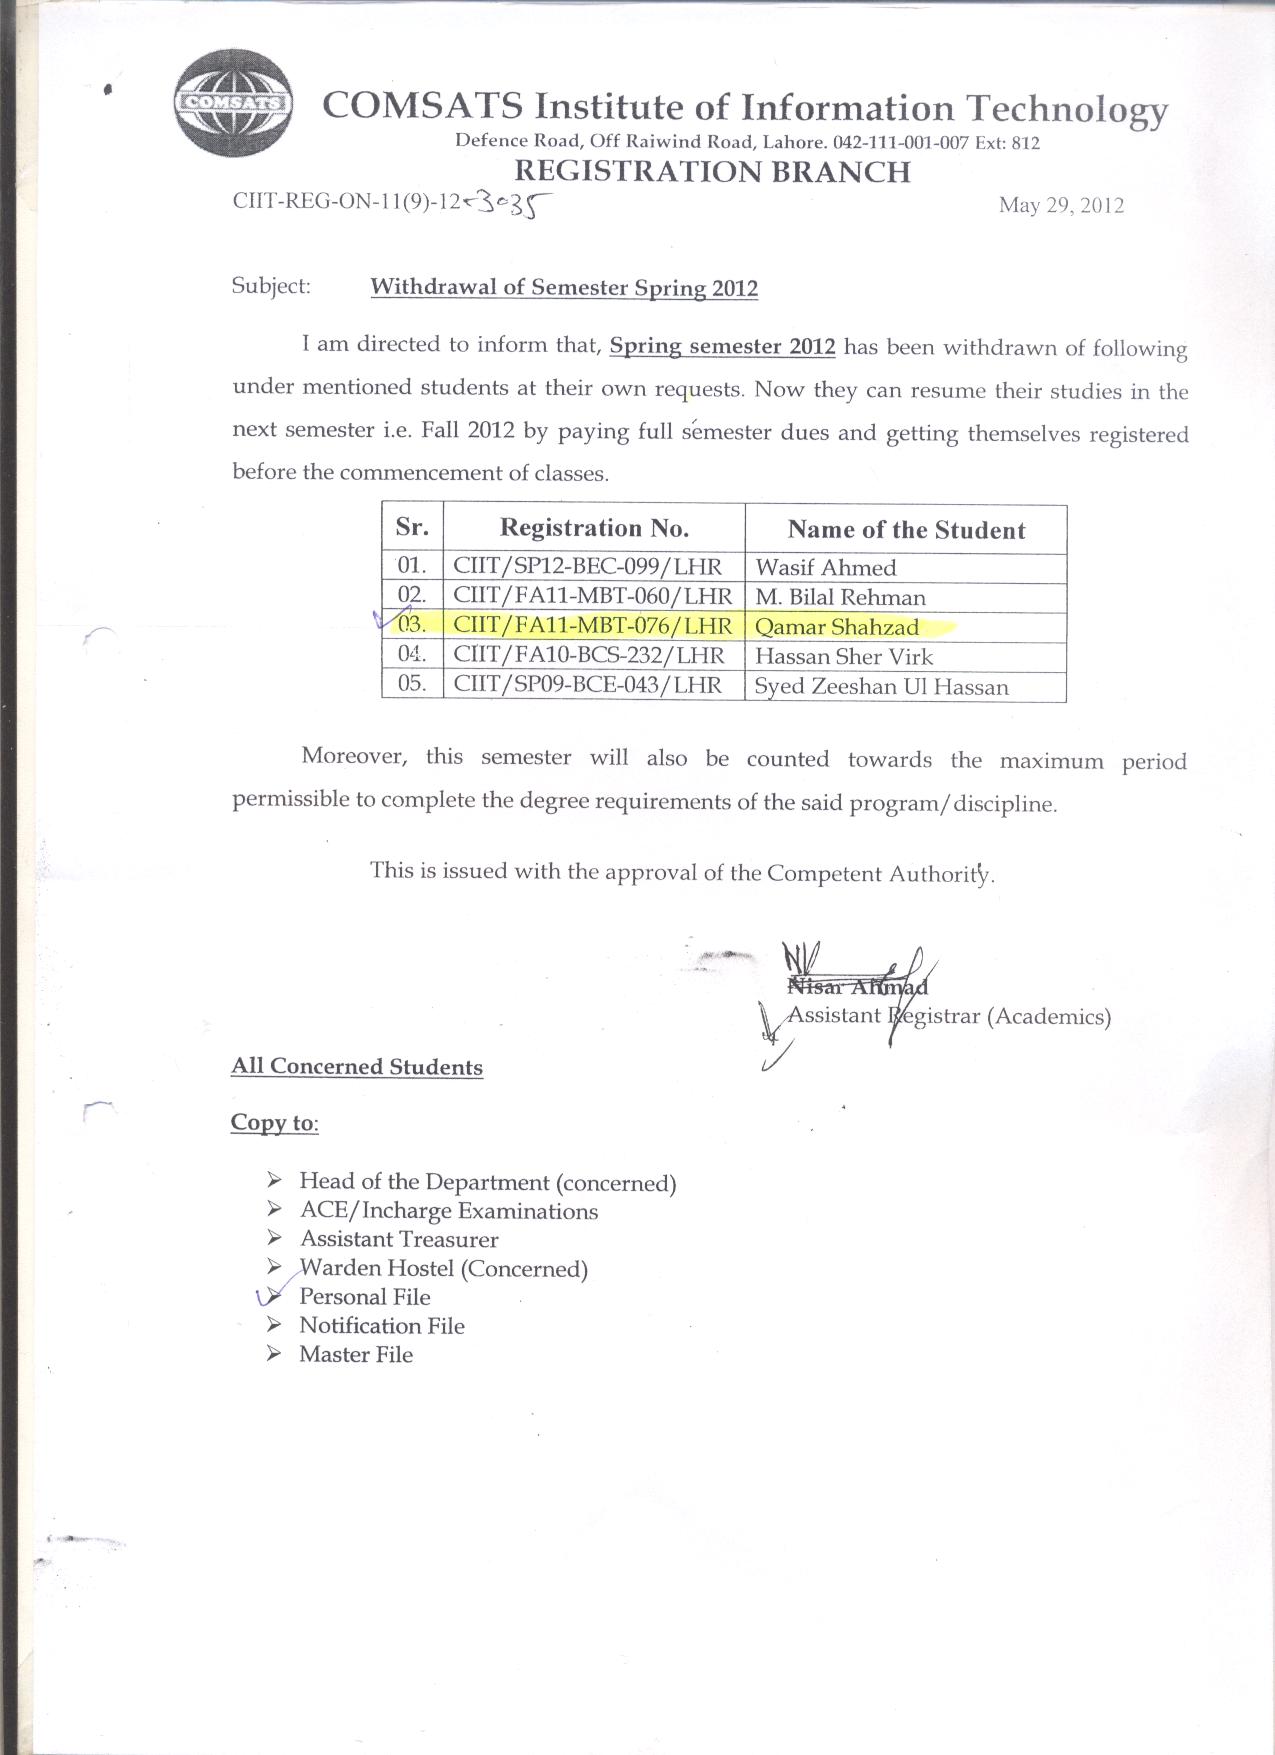 COMSATS
COMSATS Institute of Information Technology
Defence Road, Off Raiwind Road, Lahore. 042-111-001-007 Ext: 812
REGISTRATION BRANCH
CIIT-REG-ON-11(9)-12-3035
May 29, 2012
Subject: Withdrawal of Semester Spring 2012
I am directed to inform that, Spring semester 2012 has been withdrawn of following
under mentioned students at their own requests. Now they can resume their studies in the
next semester i.e. Fall 2012 by paying full semester dues and getting themselves registered
before the commencement of classes.
Sr. Registration No. Name of the Student
01. CIIT/SP12-BEC-099/LHR Wasif Ahmed
02. CIIT/FA11-MBT-060/LHR M. Bilal Rehman
03. CIIT/FA11-MBT-076/LHR Qamar Shahzad
04. CIIT/FA10-BCS-232/LHR Hassan Sher Virk
05. CIIT/SP09-BCE-043/LHR Syed Zeeshan Ul Hassan
Moreover, this semester will also be counted towards the maximum period
permissible to complete the degree requirements of the said program/discipline.
This is issued with the approval of the Competent Authority.
Nisar Ahmad
Assistant Registrar (Academics)
All Concerned Students
Copy to:
➢ Head of the Department (concerned)
➢ ACE/Incharge Examinations
➢ Assistant Treasurer
➢ Warden Hostel (Concerned)
➢ Personal File
➢ Notification File
➢ Master File